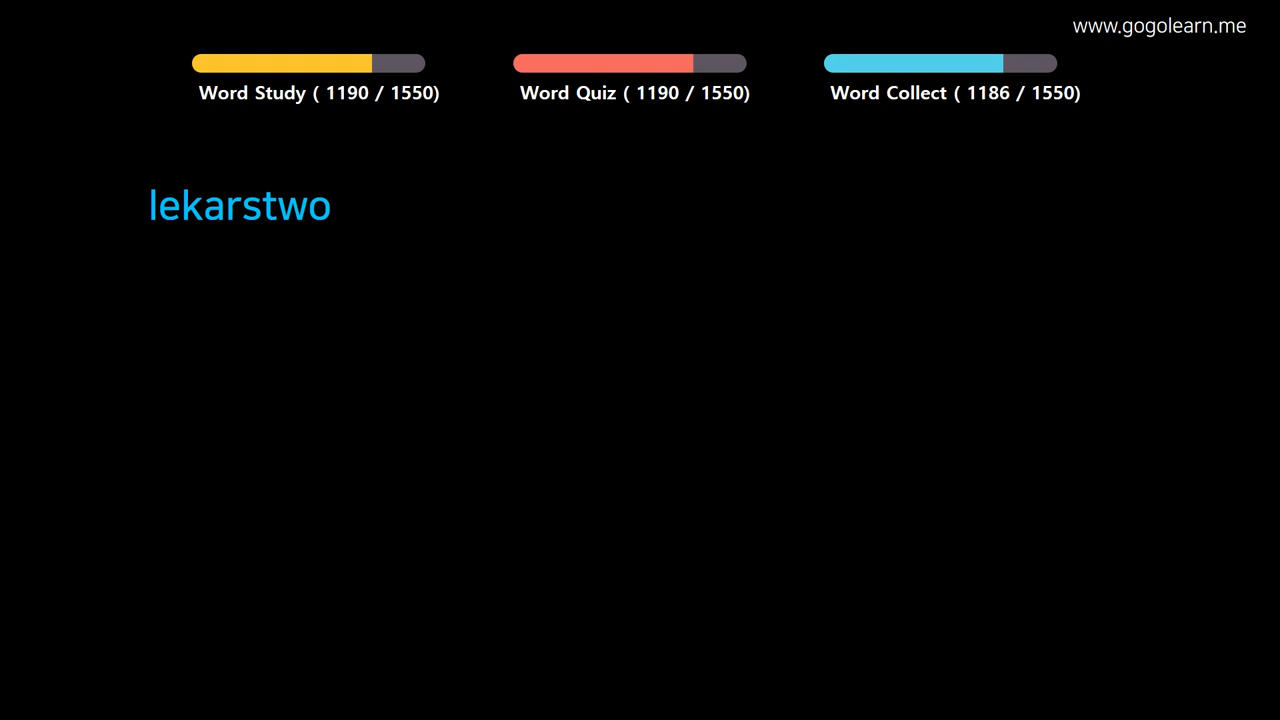 www.gogolearn.me
Word Study ( 1190 / 1550)
Word Quiz ( 1190 / 1550)
Word Collect ( 1186 / 1550)
lekarstwo